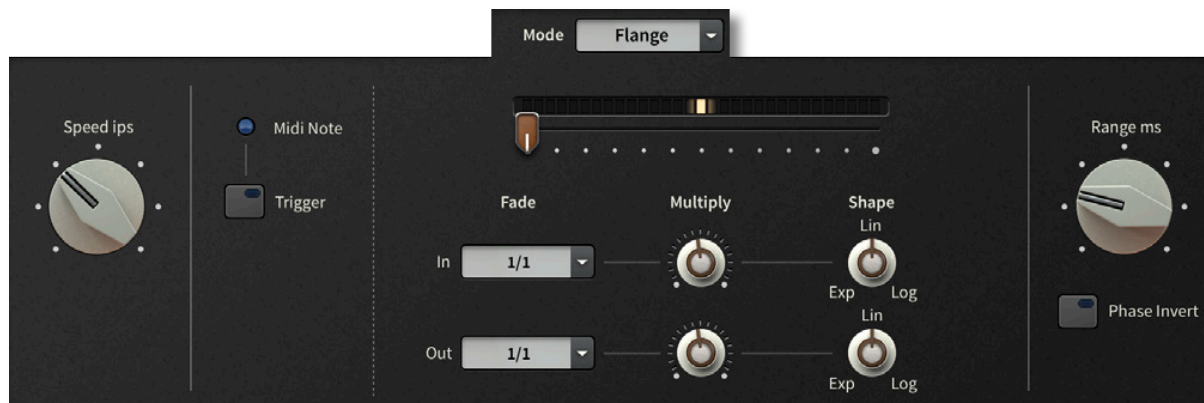 Mode Flange
Speed ips
Midi Note
Range ms
Trigger
Fade Multiply Shape
Lin
In 1/1
Exp Log
Phase Invert
Lin
Out 1/1
Exp Log